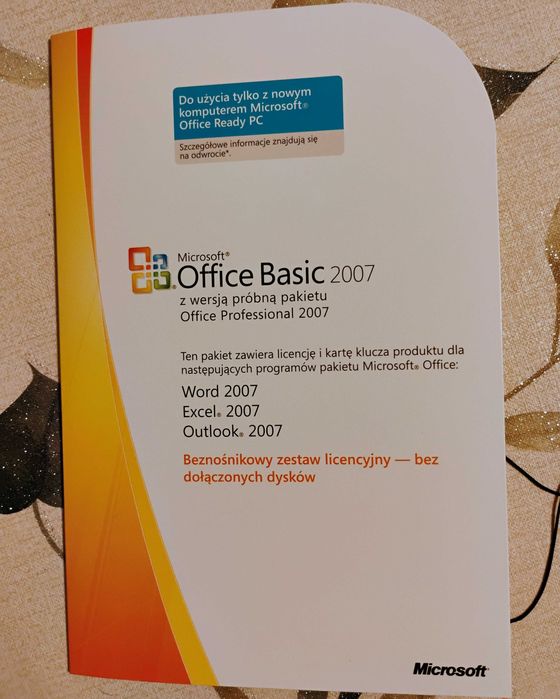 Do użycia tylko z nowym
komputerem Microsoft®
Office Ready PC
Szczegółowe informacje znajdują się
na odwrocie*.
Microsoft®
Office Basic 2007
z wersją próbną pakietu
Office Professional 2007
Ten pakiet zawiera licencję i kartę klucza produktu dla
następujących programów pakietu Microsoft® Office:
Word 2007
Excel® 2007
Outlook® 2007
Beznośnikowy zestaw licencyjny — bez
dołączonych dysków
Microsoft